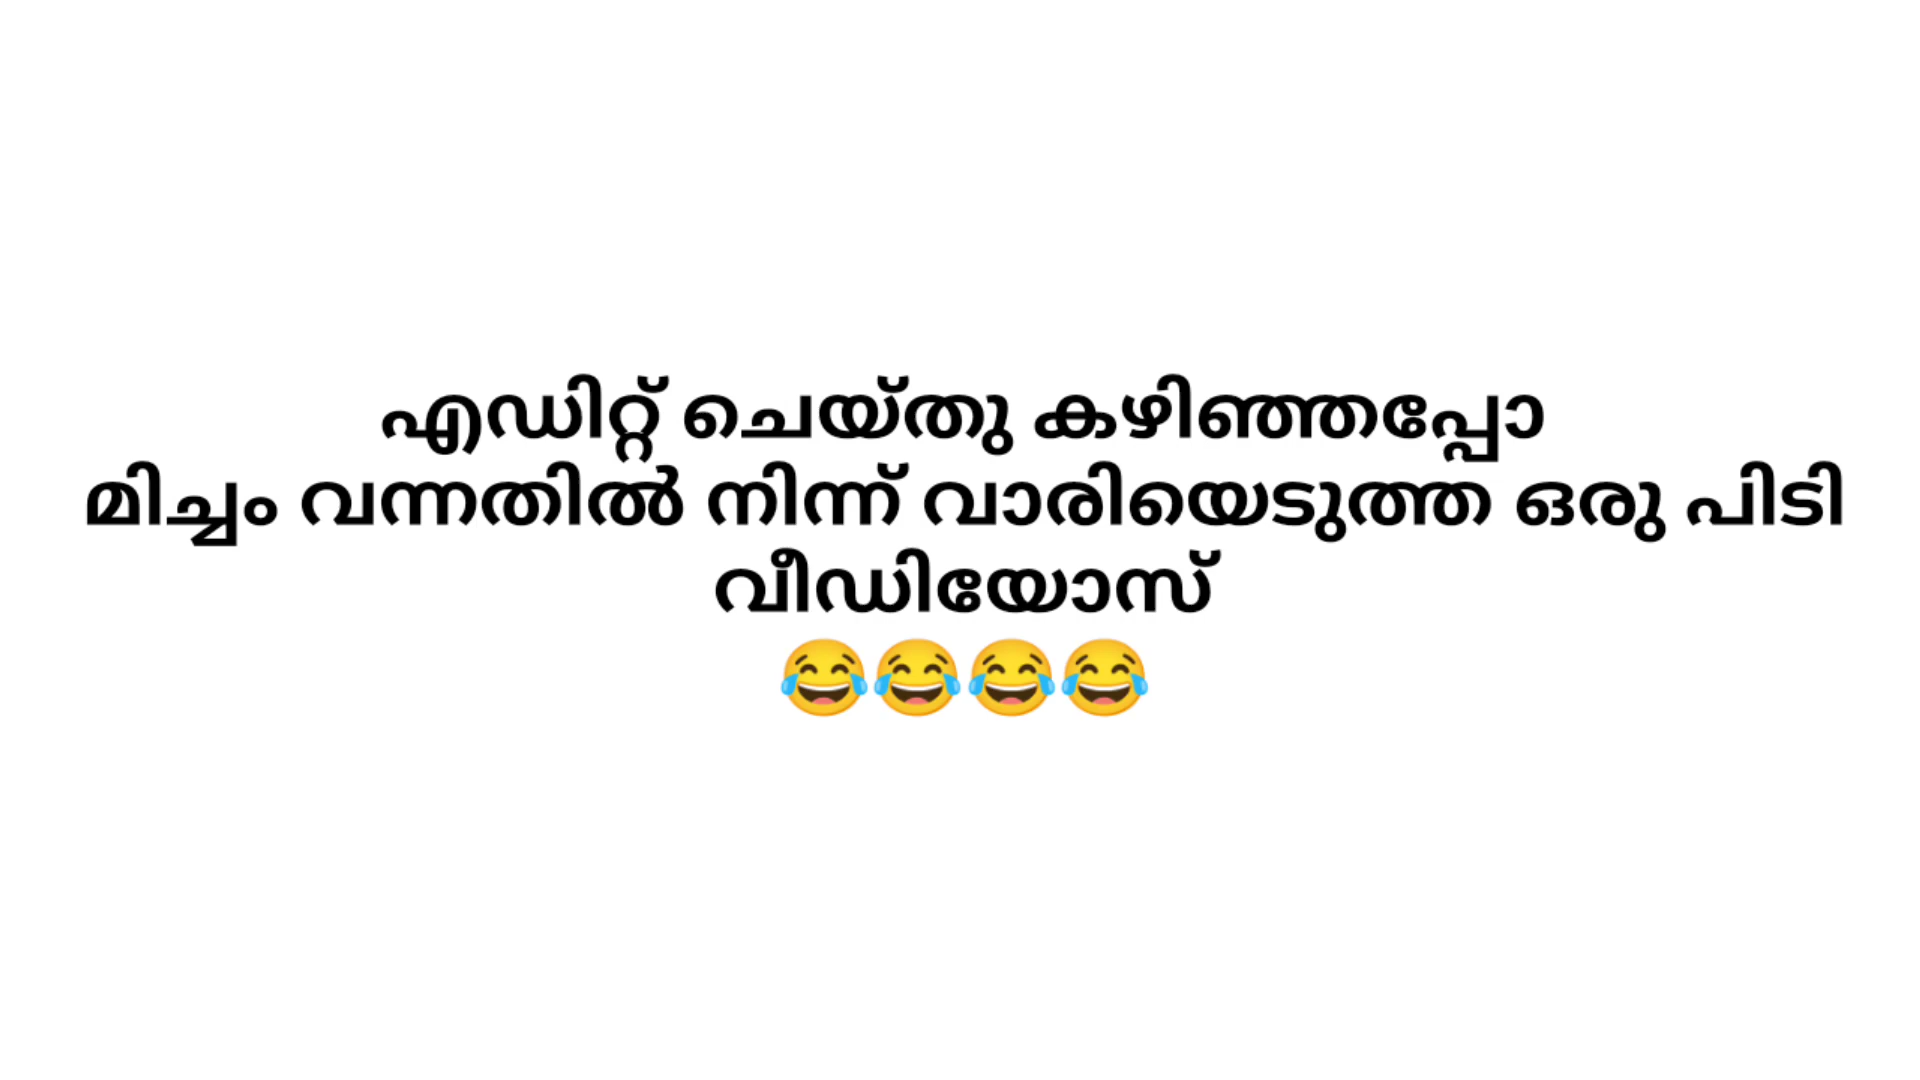 എഡിറ്റ് ചെയ്തു കഴിഞ്ഞപ്പോ
മിച്ചം വന്നതിൽ നിന്ന് വാരിയെടുത്ത ഒരു പിടി
വീഡിയോസ്
😂😂😂😂